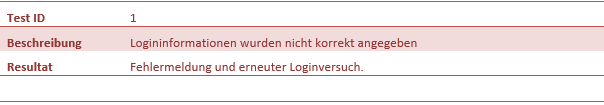 Test ID 1
Beschreibung Logininformationen wurden nicht korrekt angegeben
Resultat Fehlermeldung und erneuter Loginversuch.